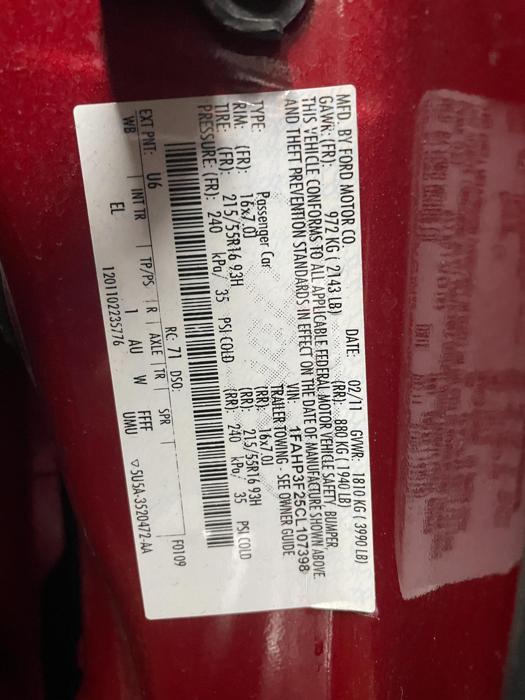 MFD. BY FORD MOTOR CO.
DATE: 02/11 GVWR: 1810 KG ( 3990 LB)
GAWR: (FR): 972 KG ( 2143 LB) (RR): 880 KG ( 1940 LB)
THIS VEHICLE CONFORMS TO ALL APPLICABLE FEDERAL MOTOR VEHICLE SAFETY, BUMPER,
AND THEFT PREVENTION STANDARDS IN EFFECT ON THE DATE OF MANUFACTURE SHOWN ABOVE.
VIN: 1FAHP3F25CL107398
TYPE: Passenger Car TRAILER TOWING - SEE OWNER GUIDE
RIM: (FR): 16x7.0J (RR): 16x7.0J
TIRE: (FR): 215/55R16 93H (RR): 215/55R16 93H
PRESSURE: (FR): 240 kPa/ 35 PSI COLD (RR): 240 kPa/ 35 PSI COLD
F0109
EXT PNT: U6 RC: 71 DSO:
WB INT TR TP/PS R AXLE TR SPR
EL 1 AU W FFFF
UMU
1201102235776 ▽5U5A-3520472-AA